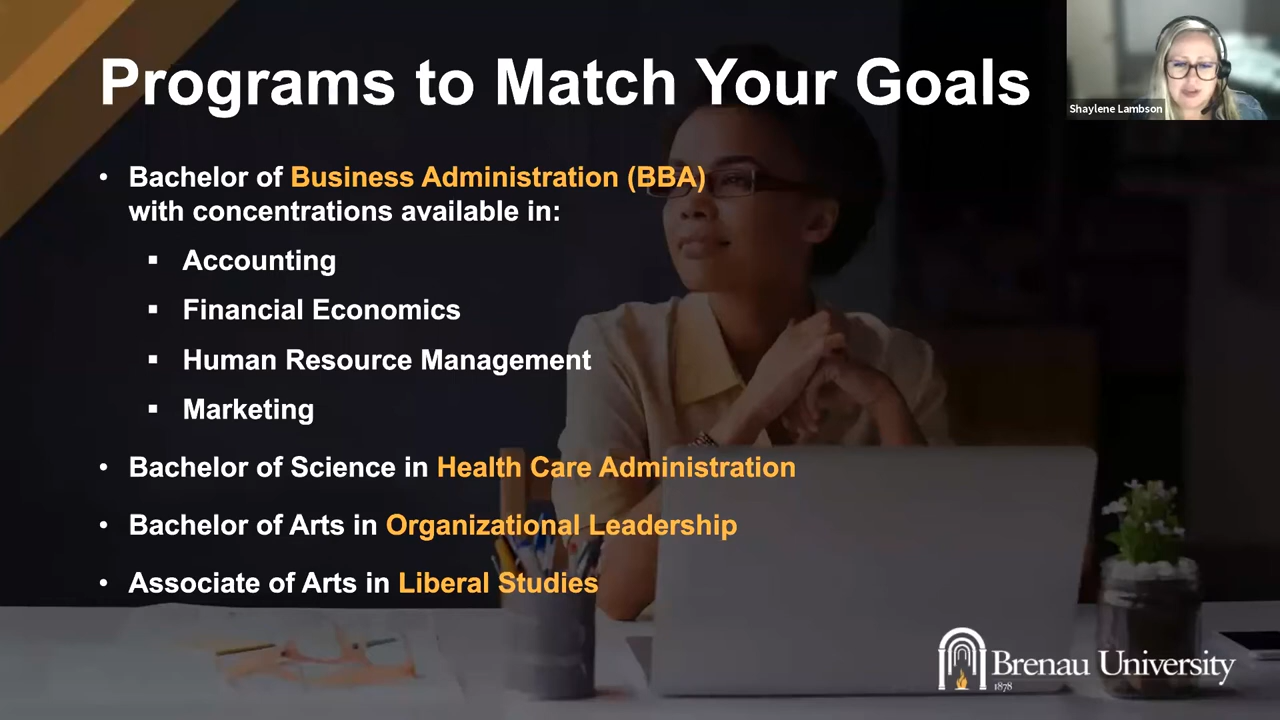 Programs to Match Your Goals
Shaylene Lambson
• Bachelor of Business Administration (BBA)
with concentrations available in:
▪ Accounting
▪ Financial Economics
▪ Human Resource Management
▪ Marketing
• Bachelor of Science in Health Care Administration
• Bachelor of Arts in Organizational Leadership
• Associate of Arts in Liberal Studies
Brenau University
1878